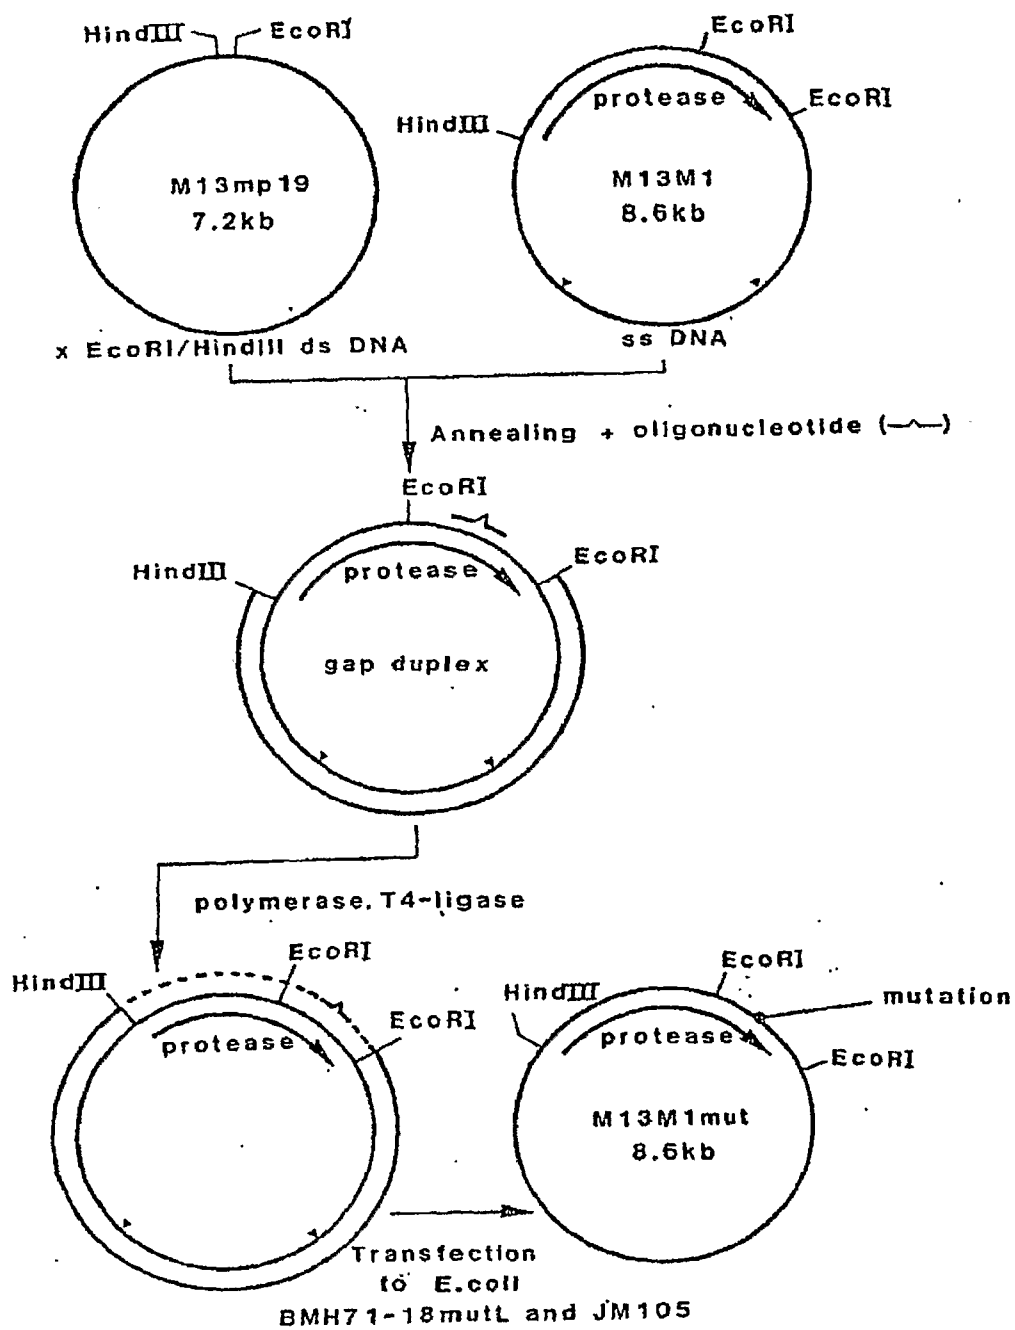 HindIII
EcoRI
M13mp19
7.2kb
x EcoRI/HindIII ds DNA
EcoRI
EcoRI
HindIII
protease
M13M1
8.6kb
ss DNA
Annealing + oligonucleotide ( )
EcoRI
EcoRI
HindIII
protease
gap duplex
polymerase, T4-ligase
EcoRI
HindIII
EcoRI
protease
EcoRI
HindIII
mutation
protease
EcoRI
M13M1mut
8.6kb
Transfection
to E.coli
BMH71-18mutL and JM105